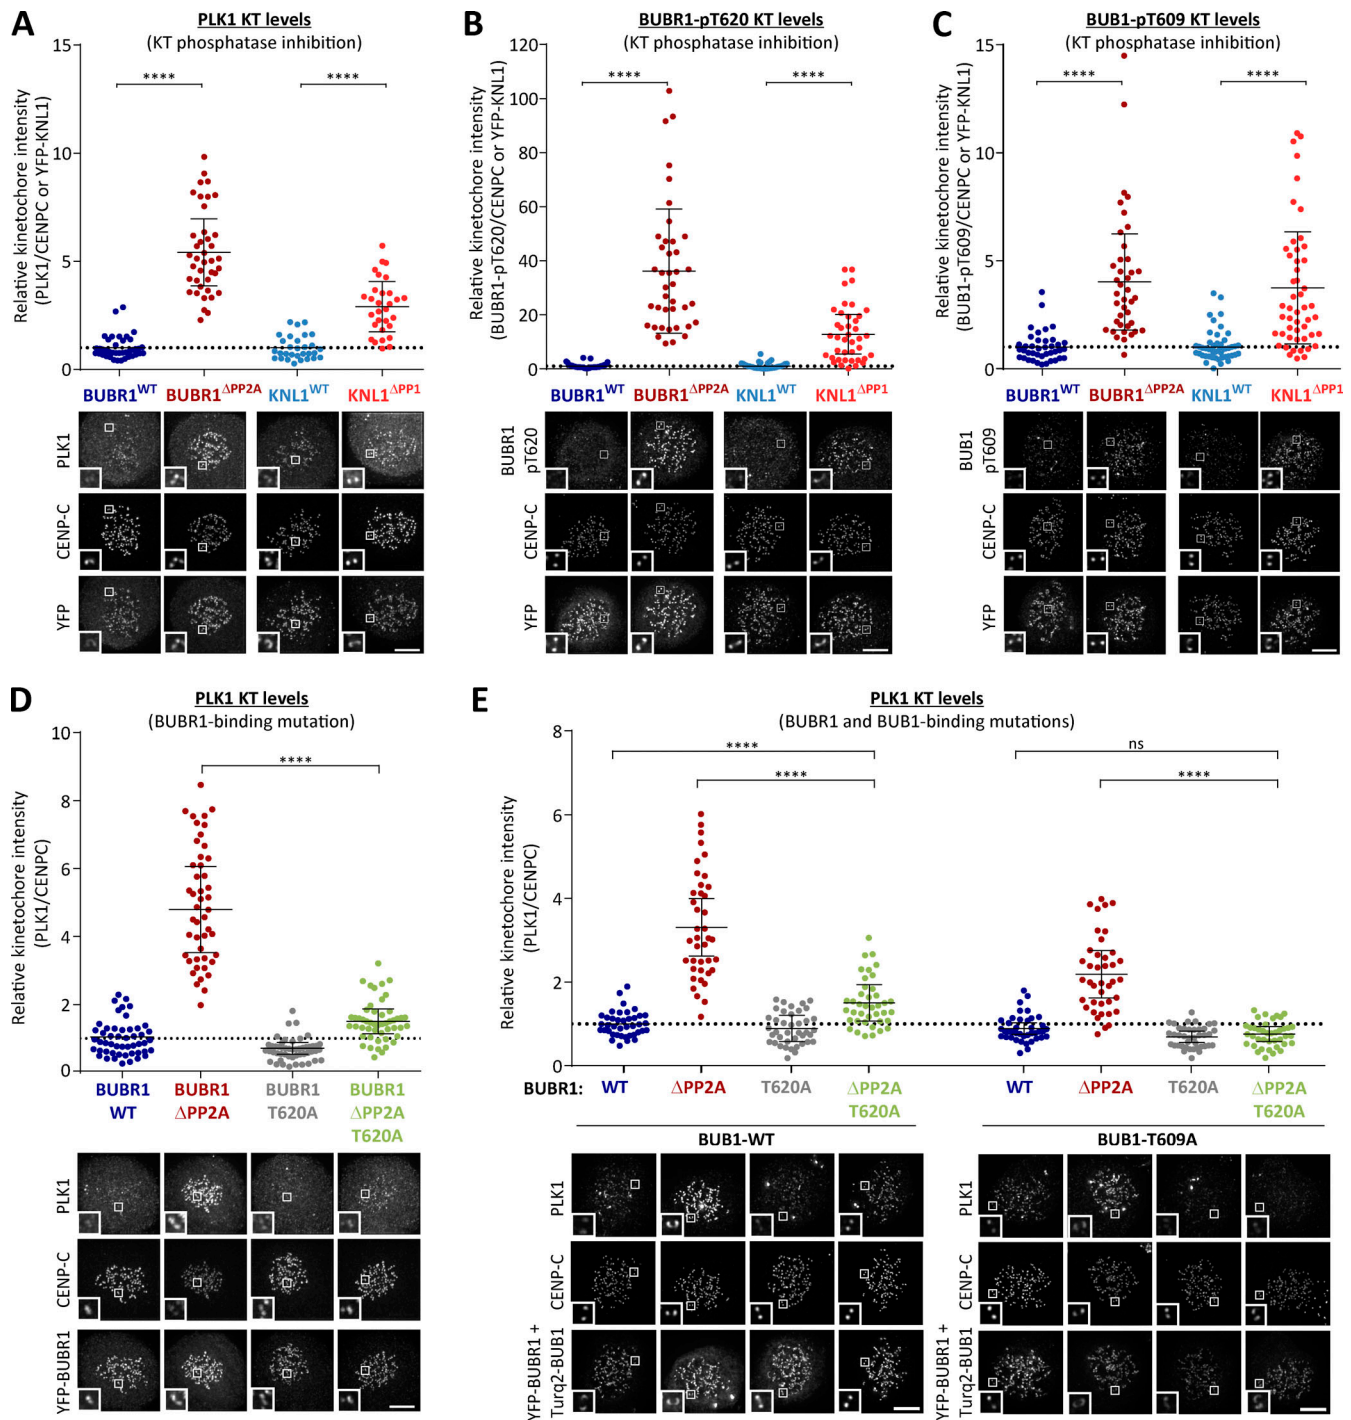 A
PLK1 KT levels
(KT phosphatase inhibition)
Relative kinetochore intensity
(PLK1/CENPC or YFP-KNL1)
15
10
5
0
****
****
BUBR1WT
BUBR1ΔPP2A
KNL1WT
KNL1ΔPP1
PLK1
CENP-C
YFP
B
BUBR1-pT620 KT levels
(KT phosphatase inhibition)
Relative kinetochore intensity
(BUBR1-pT620/CENPC or YFP-KNL1)
120
100
80
60
40
20
0
****
****
BUBR1WT
BUBR1ΔPP2A
KNL1WT
KNL1ΔPP1
BUBR1
pT620
CENP-C
YFP
C
BUB1-pT609 KT levels
(KT phosphatase inhibition)
Relative kinetochore intensity
(BUB1-pT609/CENPC or YFP-KNL1)
15
10
5
0
****
****
BUBR1WT
BUBR1ΔPP2A
KNL1WT
KNL1ΔPP1
BUB1
pT609
CENP-C
YFP
D
PLK1 KT levels
(BUBR1-binding mutation)
Relative kinetochore intensity
(PLK1/CENPC)
10
8
6
4
2
0
****
BUBR1
WT
BUBR1
ΔPP2A
BUBR1
T620A
BUBR1
ΔPP2A
T620A
PLK1
CENP-C
YFP-BUBR1
E
PLK1 KT levels
(BUBR1 and BUB1-binding mutations)
Relative kinetochore intensity
(PLK1/CENPC)
8
6
4
2
0
****
****
ns
****
BUBR1:
WT
ΔPP2A
T620A
ΔPP2A
T620A
WT
ΔPP2A
T620A
ΔPP2A
T620A
BUB1-WT
BUB1-T609A
PLK1
CENP-C
YFP-BUBR1 +
Turq2-BUB1
PLK1
CENP-C
YFP-BUBR1 +
Turq2-BUB1